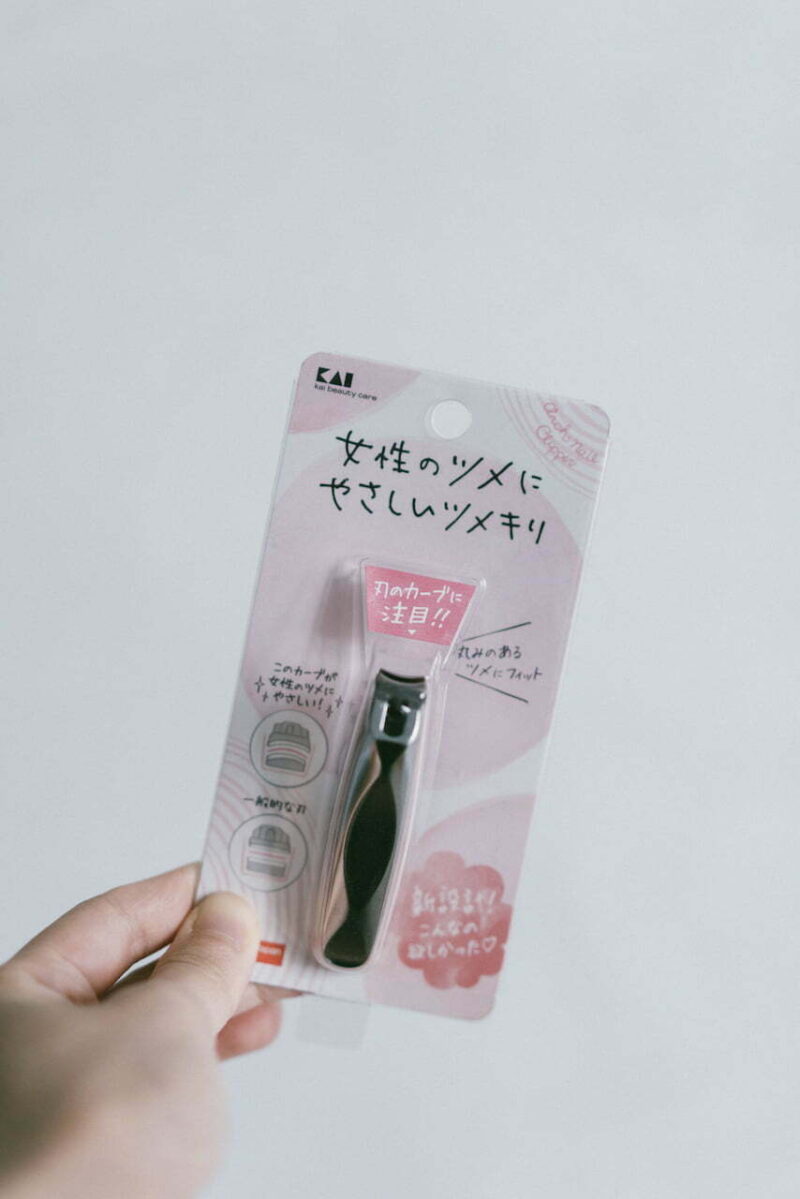 KAI
kai beauty care
Arch Nail
Clipper
女性のツメに
やさしいツメキリ
刃のカーブに
注目!!
丸みのある
ツメにフィット
このカーブが
女性のツメに
やさしい!
一般的な刃
新設計!
こんなの
欲しかった♡